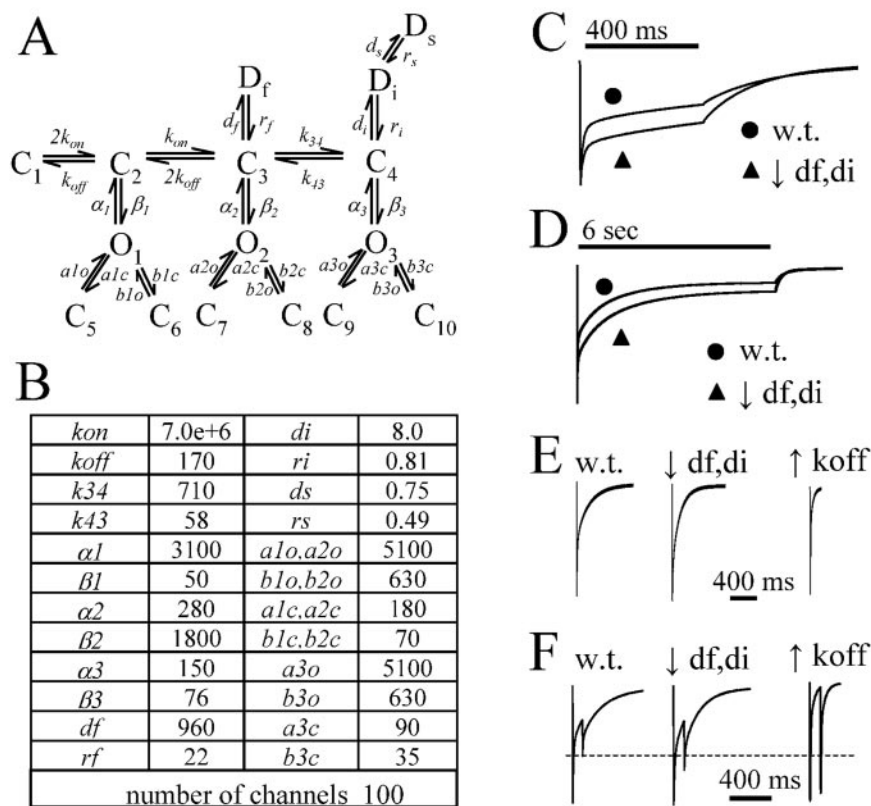 A
D_s
d_s r_s
D_f D_i
d_f r_f d_i r_i
2k_on k_on k_34
C_1 C_2 C_3 C_4
k_off 2k_off k_43
α_1 β_1 α_2 β_2 α_3 β_3
O_1 O_2 O_3
a1o a1c b1o b1c a2o a2c b2o b2c a3o a3c b3o b3c
C_5 C_6 C_7 C_8 C_9 C_10
B
kon 7.0e+6 di 8.0
koff 170 ri 0.81
k34 710 ds 0.75
k43 58 rs 0.49
α1 3100 a1o,a2o 5100
β1 50 b1o,b2o 630
α2 280 a1c,a2c 180
β2 1800 b1c,b2c 70
α3 150 a3o 5100
β3 76 b3o 630
df 960 a3c 90
rf 22 b3c 35
number of channels 100
C
400 ms
● w.t.
▲ ↓ df,di
D
6 sec
● w.t.
▲ ↓ df,di
E
w.t. ↓ df,di ↑ koff
400 ms
F
w.t. ↓ df,di ↑ koff
400 ms